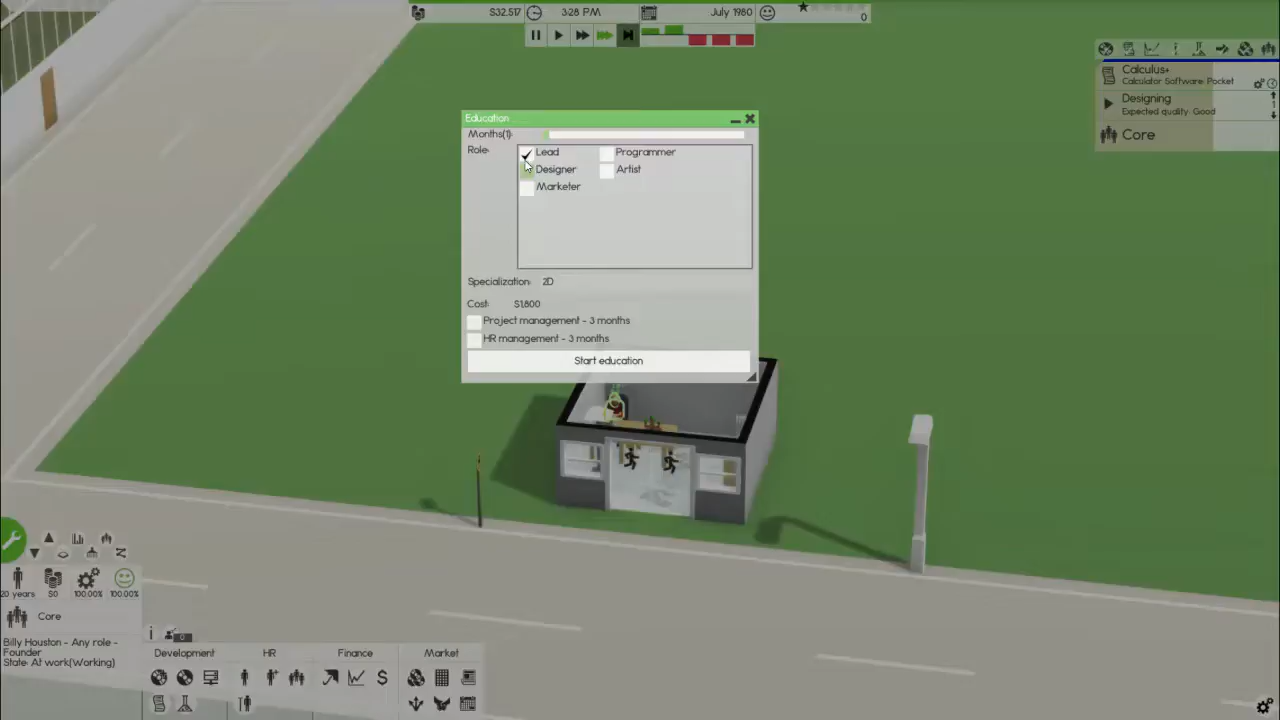 $32.517
3:28 PM
July 1980
0
Calculus+
Calculator Software: Pocket
Designing
1
Expected quality: Good
Core
Education
Months(1):
Role:
Lead
Programmer
Designer
Artist
Marketer
Specialization:
2D
Cost:
$1,800
Project management - 3 months
HR management - 3 months
Start education
20 years
$0
100.00%
100.00%
Core
Billy Houston - Any role -
Founder
State: At work(Working)
i
Development
HR
Finance
Market
$